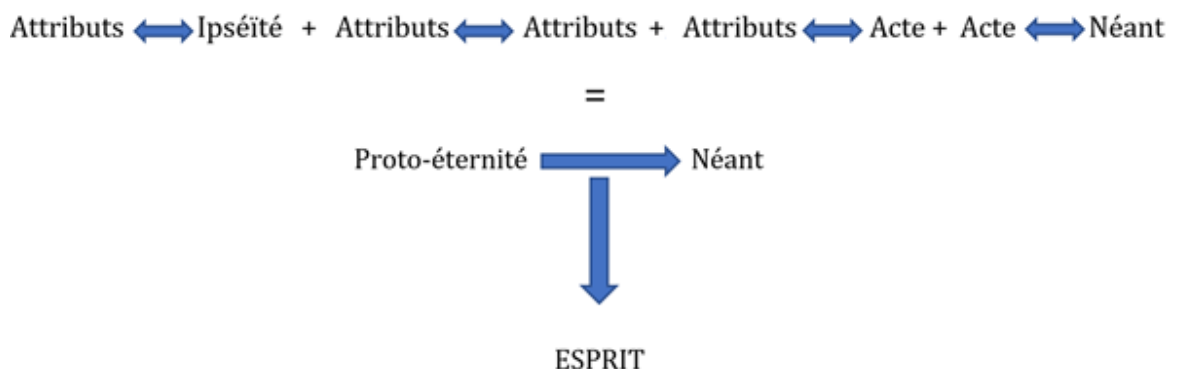 Attributs Ipséïté + Attributs Attributs + Attributs Acte + Acte Néant
=
Proto-éternité Néant
ESPRIT